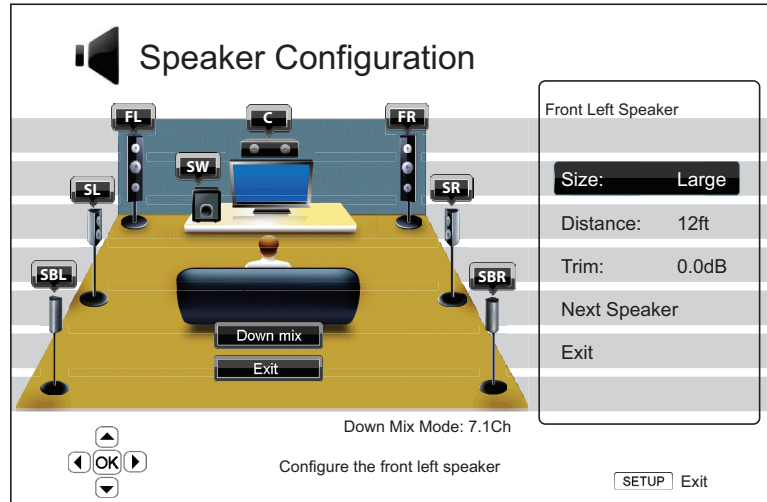 Speaker Configuration
FL
C
FR
SW
SL
SR
SBL
SBR
Down mix
Exit
Front Left Speaker
Size: Large
Distance: 12ft
Trim: 0.0dB
Next Speaker
Exit
Down Mix Mode: 7.1Ch
OK
Configure the front left speaker
SETUP Exit